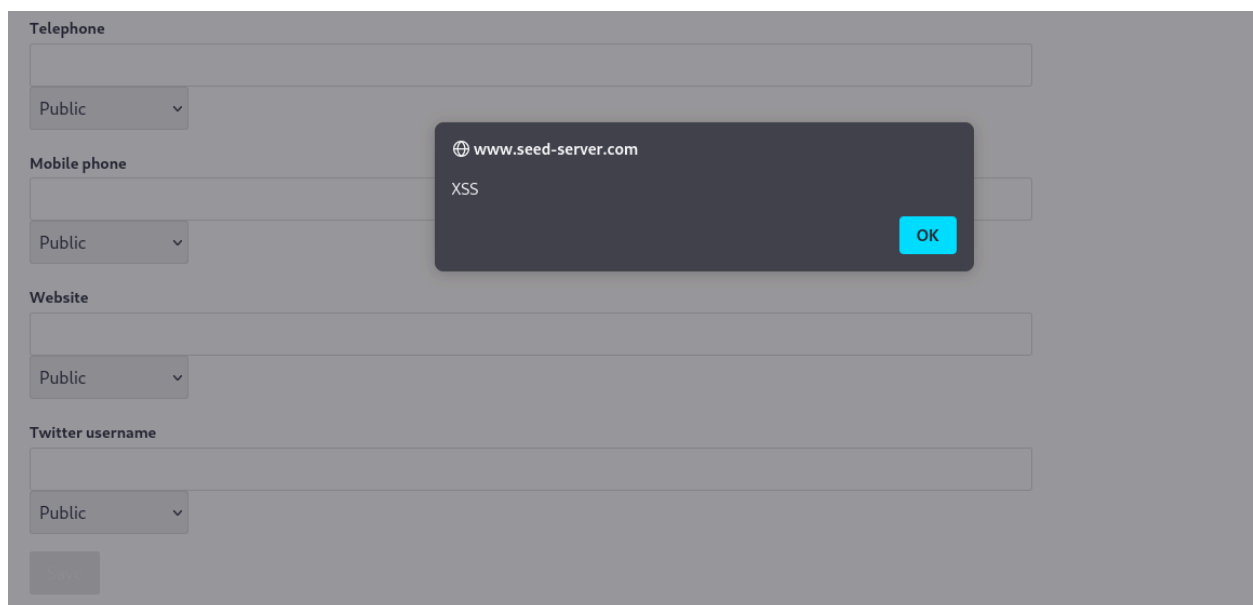 Telephone
Public
www.seed-server.com
XSS
OK
Mobile phone
Public
Website
Public
Twitter username
Public